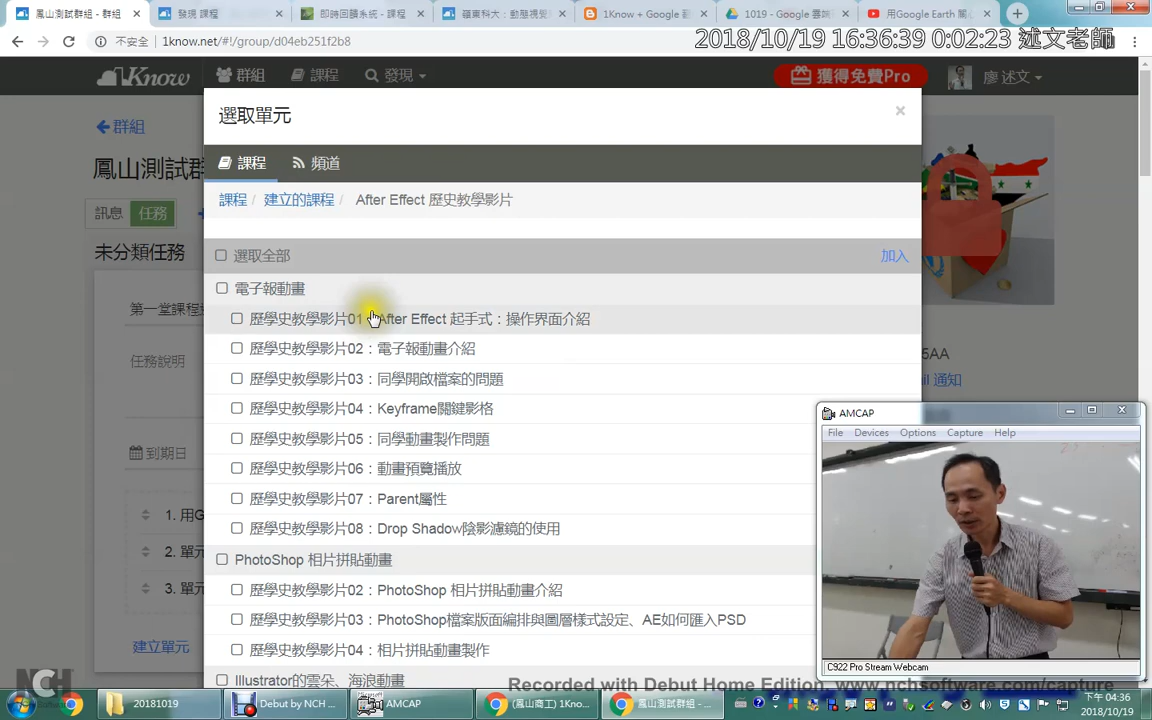 鳳山測試群組 - 群組
發現 課程
即時回饋系統 - 課程
1Know + Google
1019 - Google 雲端
用Google Earth 關
不安全
1know.net/#!/group/d04eb251f2b8
2018/10/19 16:36:39 0:02:23 述文老師
Know
群組
課程
發現
獲得免費Pro
廖 述文
選取單元
×
群組
課程
頻道
鳳山測試群
課程 / 建立的課程 / After Effect 歷史教學影片
訊息
任務
選取全部
加入
未分類任務
電子報動畫
第一堂課程
歷學史教學影片01：After Effect 起手式：操作界面介紹
歷學史教學影片02：電子報動畫介紹
5AA
任務說明
歷學史教學影片03：同學開啟檔案的問題
il 通知
歷學史教學影片04：Keyframe關鍵影格
AMCAP
File Devices Options Capture Help
歷學史教學影片05：同學動畫製作問題
到期日
歷學史教學影片06：動畫預覽播放
歷學史教學影片07：Parent屬性
1. 用G
歷學史教學影片08：Drop Shadow陰影濾鏡的使用
2. 單元
PhotoShop 相片拼貼動畫
3. 單元
歷學史教學影片02：PhotoShop 相片拼貼動畫介紹
歷學史教學影片03：PhotoShop檔案版面編排與圖層樣式設定、AE如何匯入PSD
建立單元
歷學史教學影片04：相片拼貼動畫製作
C922 Pro Stream Webcam
Illustrator的雲朵、海浪動畫
NCH
Recorded with Debut Home Edition. www.nchsoftware.com/capture
20181019
Debut by NCH ...
AMCAP
(鳳山商工) 1Kno...
鳳山測試群組 - ...
下午 04:36
2018/10/19